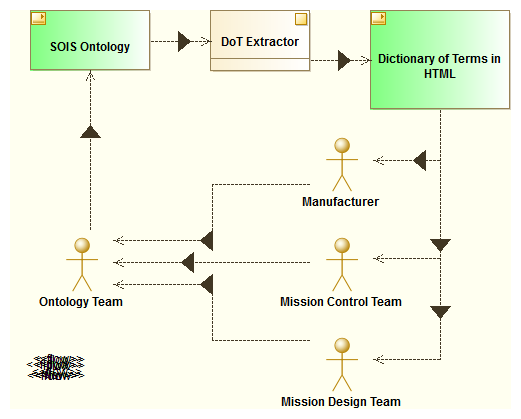 SOIS Ontology
DoT Extractor
Dictionary of Terms in
HTML
Manufacturer
Ontology Team
Mission Control Team
Mission Design Team